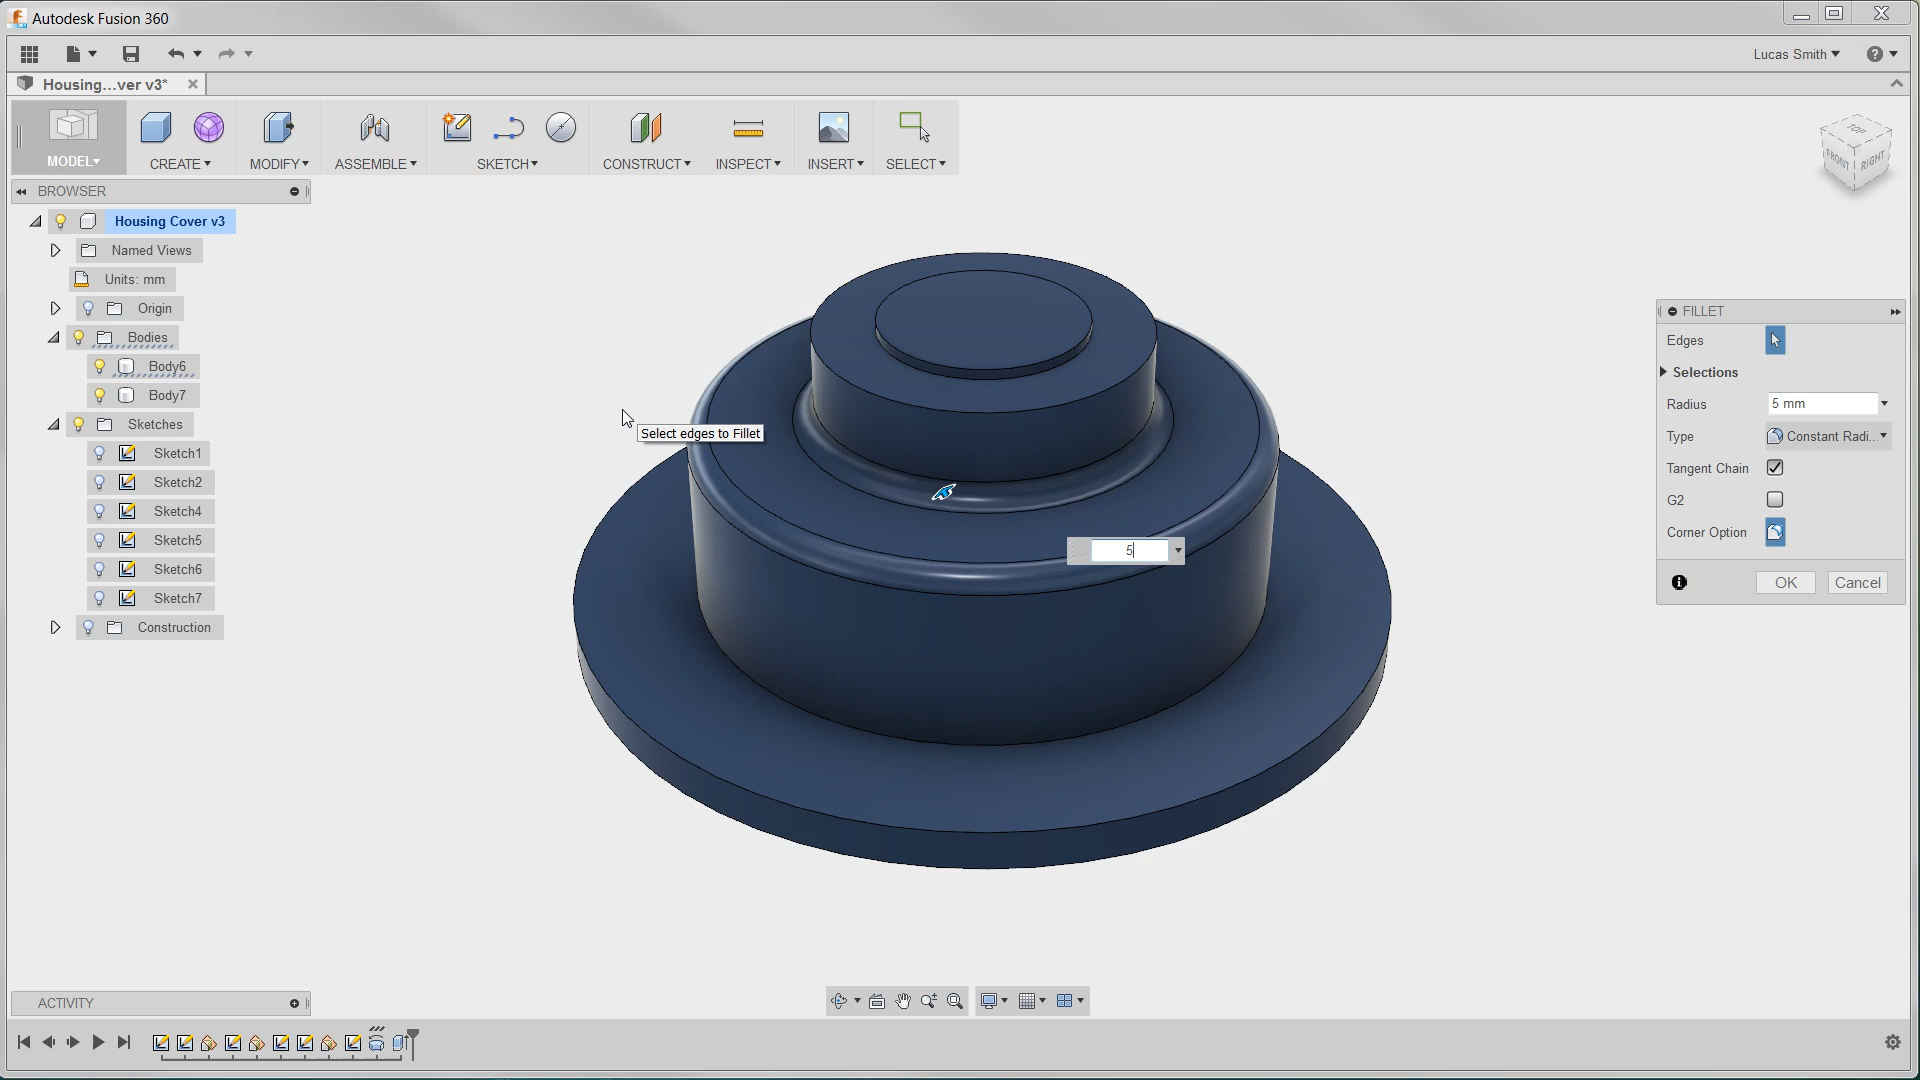 Autodesk Fusion 360
Lucas Smith
Housing...ver v3*
MODEL
CREATE
MODIFY
ASSEMBLE
SKETCH
CONSTRUCT
INSPECT
INSERT
SELECT
TOP
FRONT
RIGHT
BROWSER
Housing Cover v3
Named Views
Units: mm
Origin
Bodies
Body6
Body7
Sketches
Sketch1
Sketch2
Sketch4
Sketch5
Sketch6
Sketch7
Construction
Select edges to Fillet
5
FILLET
Edges
Selections
Radius
5 mm
Type
Constant Radi...
Tangent Chain
G2
Corner Option
OK
Cancel
ACTIVITY